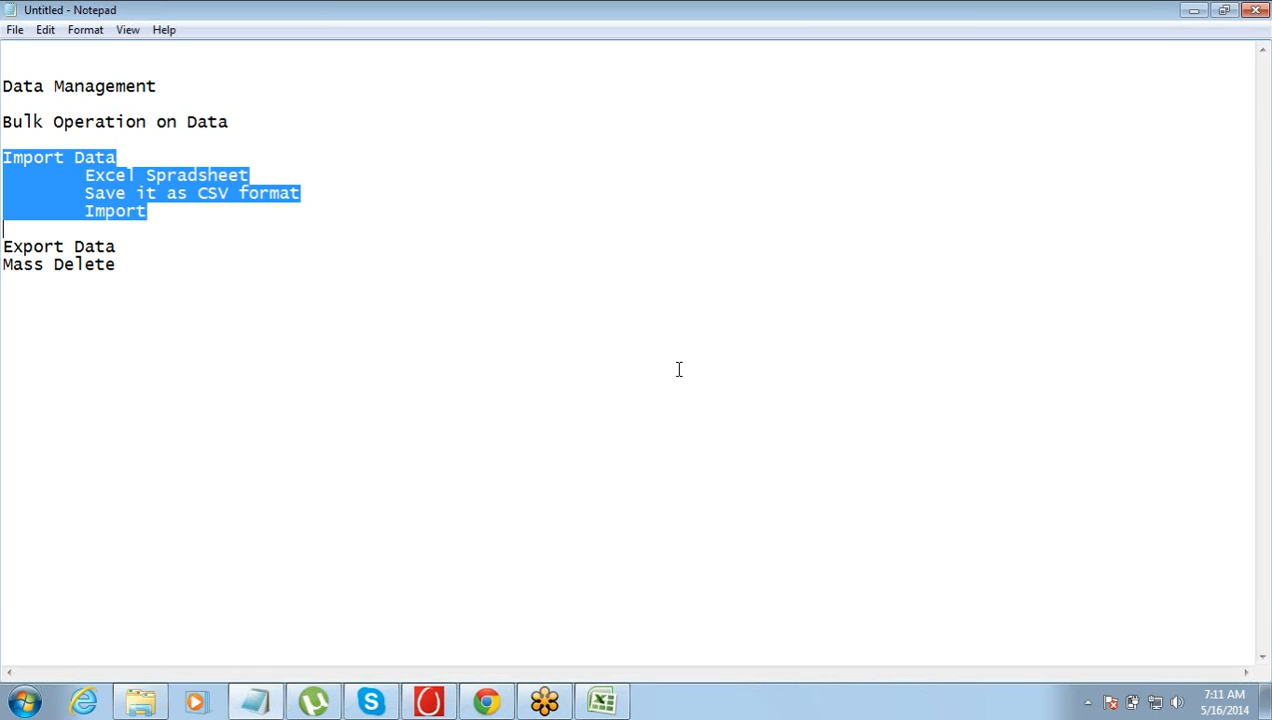 Untitled - Notepad
File Edit Format View Help
Data Management
Bulk Operation on Data
Import Data
Excel Spradsheet
Save it as CSV format
Import
Export Data
Mass Delete
7:11 AM
5/16/2014